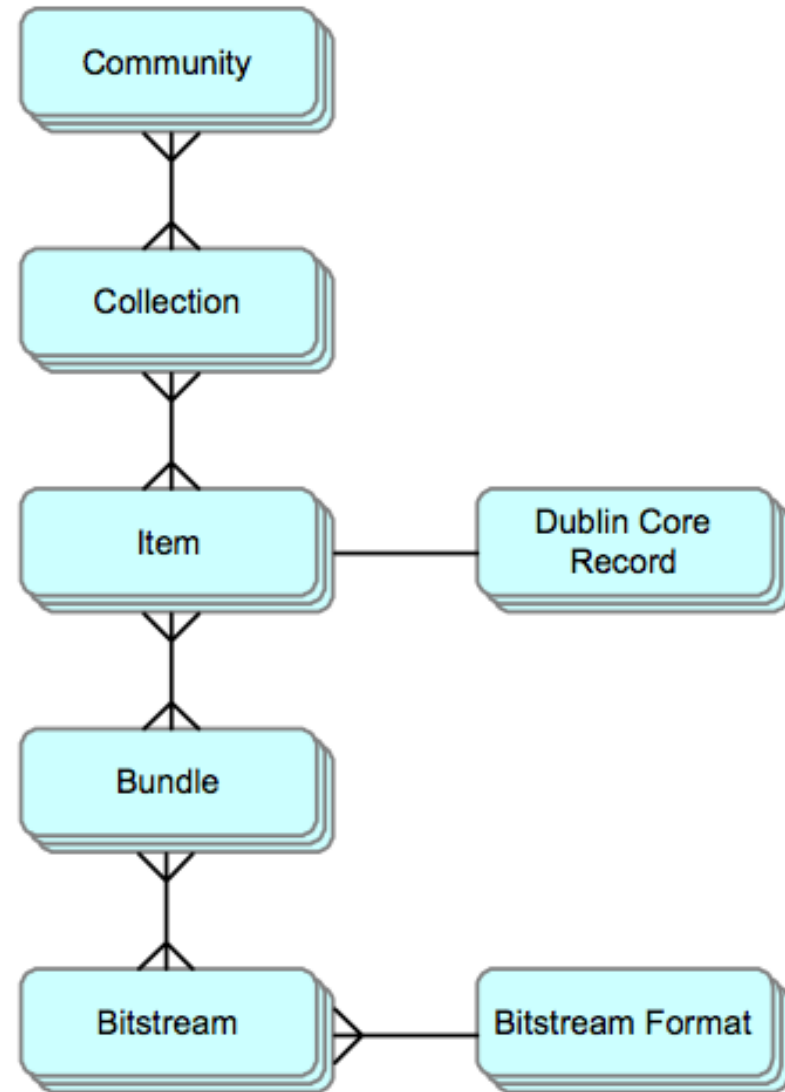 Community
Collection
Item
Dublin Core
Record
Bundle
Bitstream
Bitstream Format